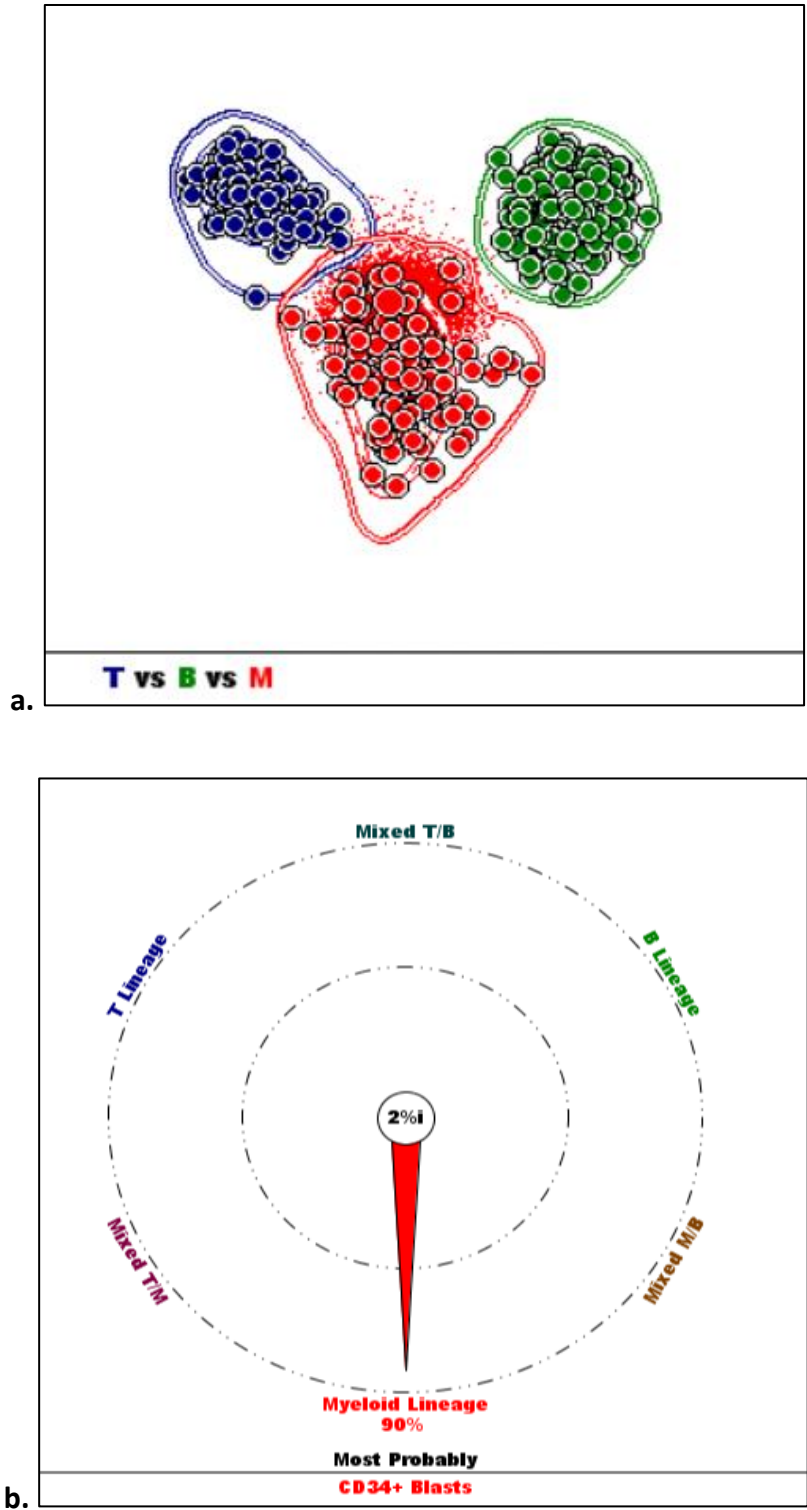 T vs B vs M
a.
Mixed T/B
T Lineage
B Lineage
2%i
Mixed T/M
Mixed M/B
Myeloid Lineage
90%
Most Probably
CD34+ Blasts
b.